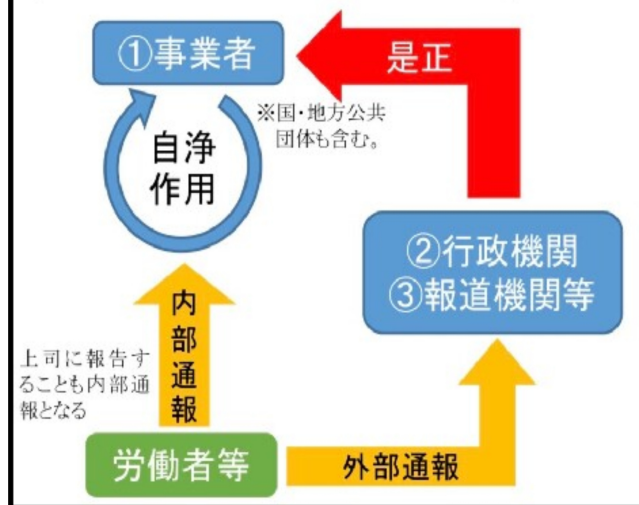 ①事業者
是正
※国・地方公共
団体も含む。
自浄
作用
②行政機関
③報道機関等
内部通報
上司に報告す
ることも内部通
報となる
労働者等
外部通報